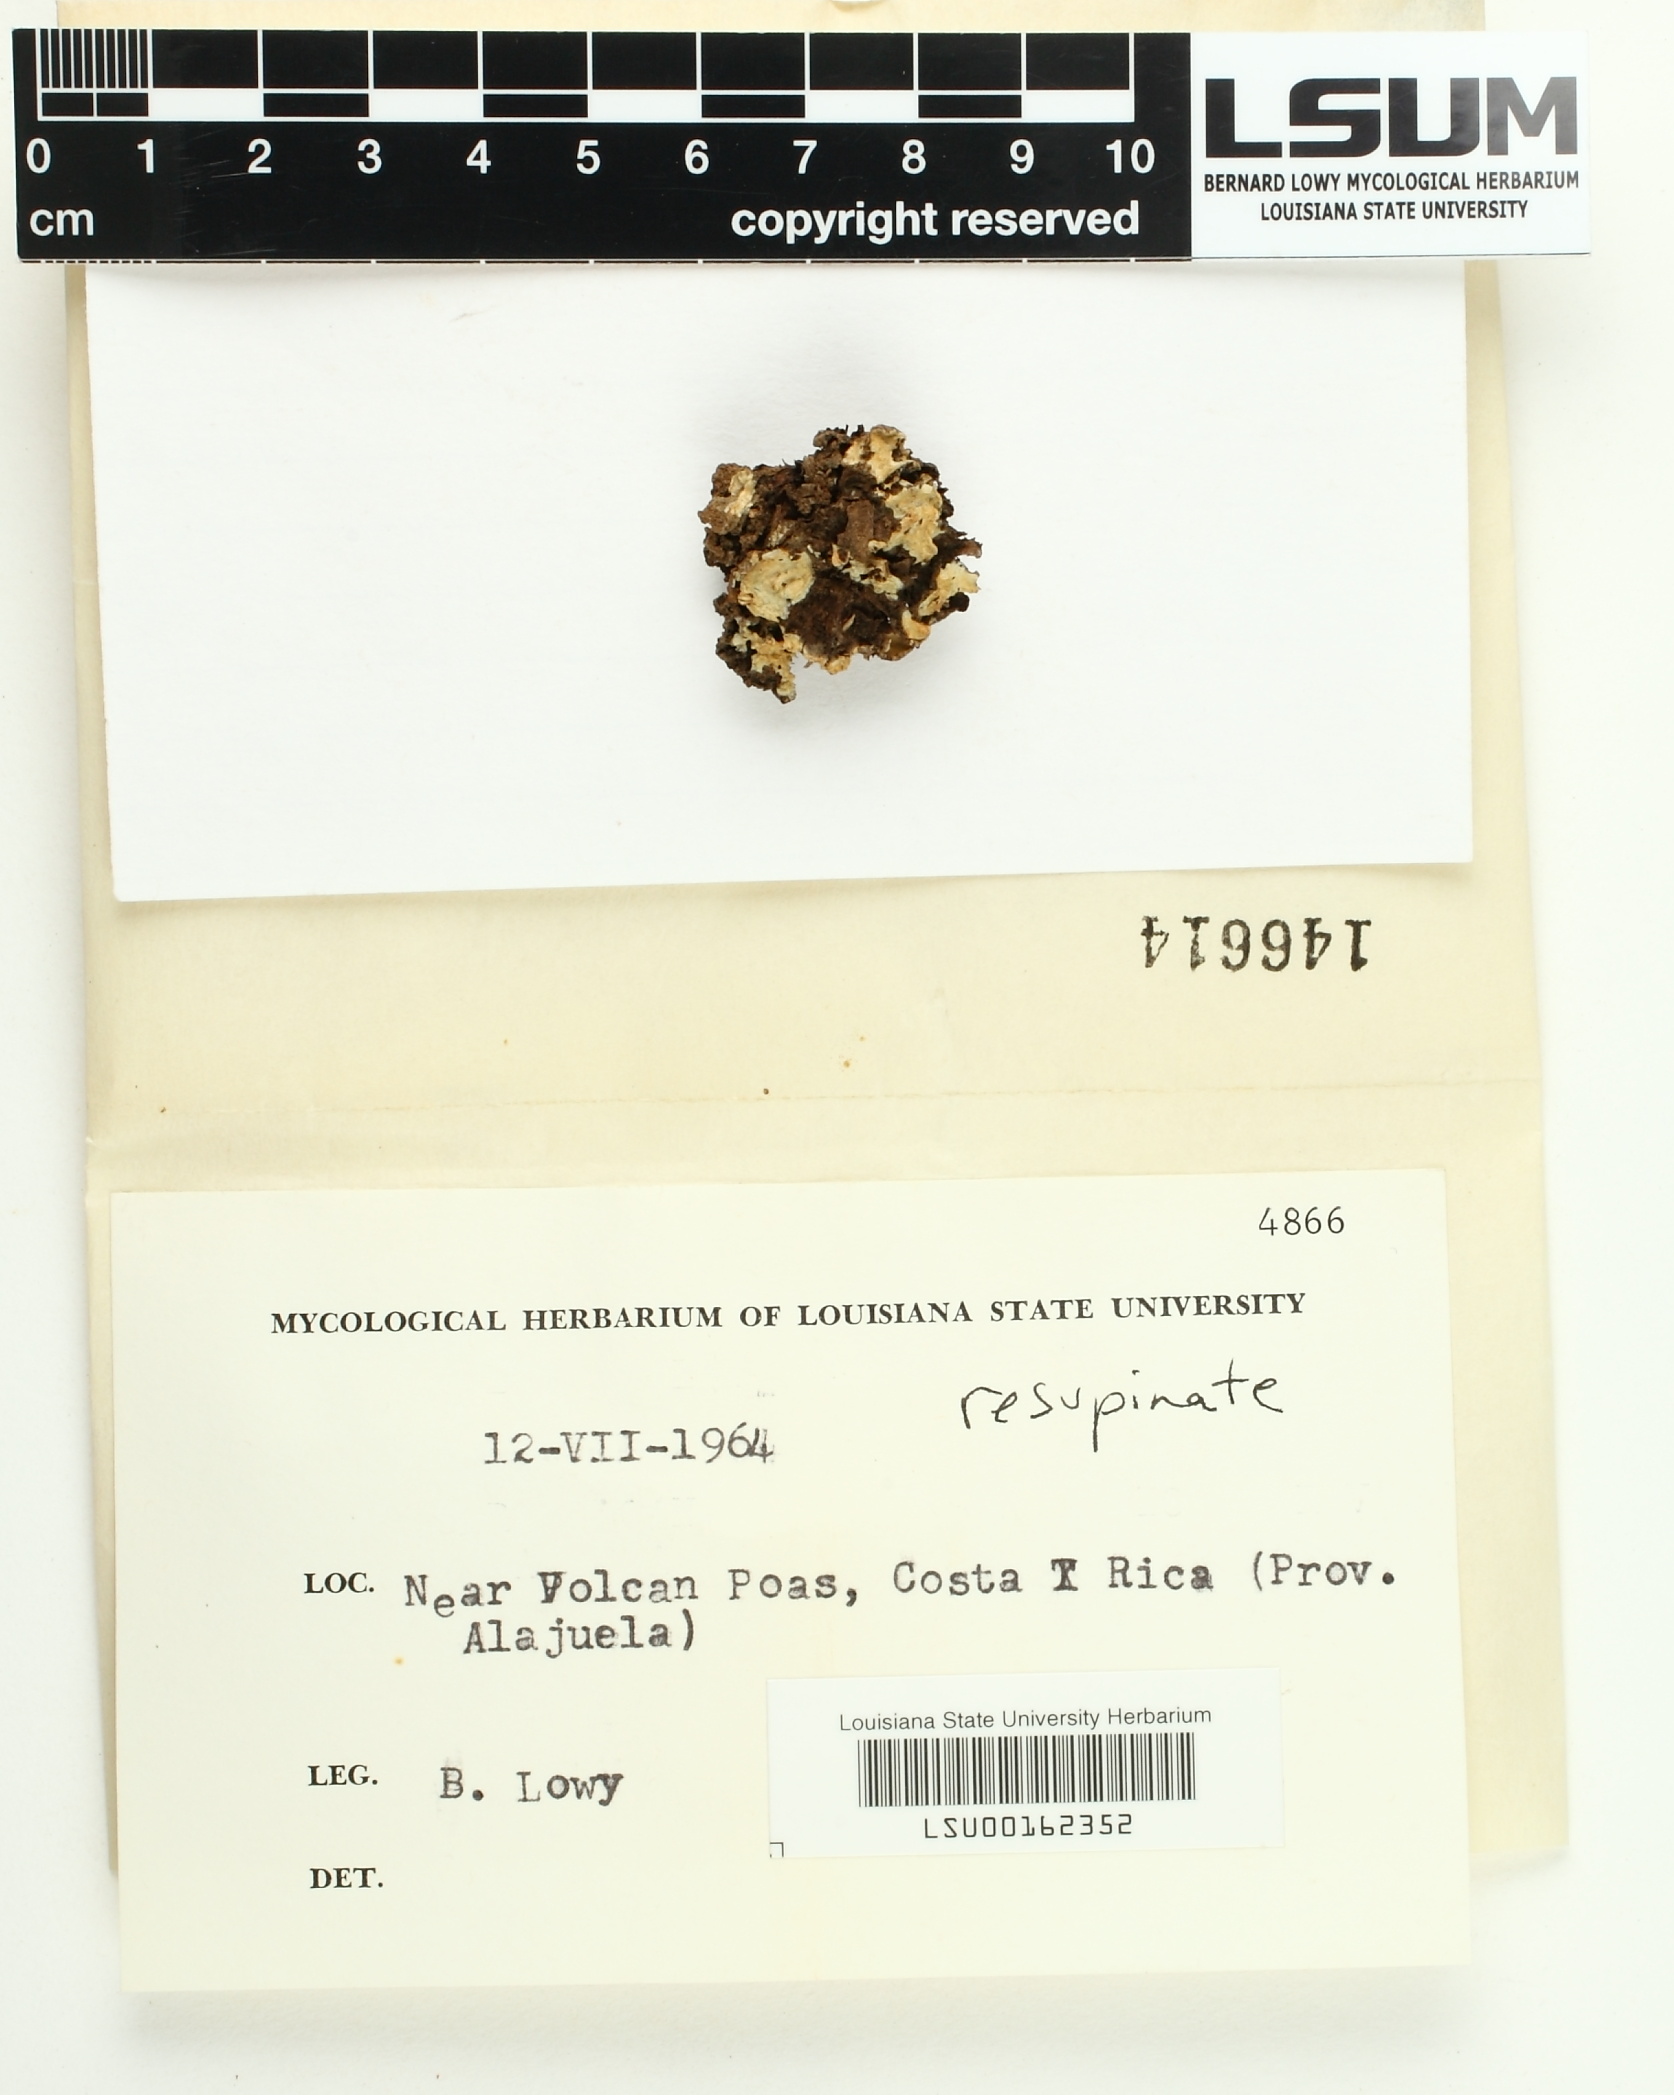 0 1 2 3 4 5 6 7 8 9 10
cm
copyright reserved
LSUM
BERNARD LOWY MYCOLOGICAL HERBARIUM
LOUISIANA STATE UNIVERSITY
146614
4866
MYCOLOGICAL HERBARIUM OF LOUISIANA STATE UNIVERSITY
resupinate
12-VII-1964
LOC. Near Volcan Poas, Costa Rica (Prov.
Alajuela)
Louisiana State University Herbarium
LSU00162352
LEG. B. Lowy
DET.